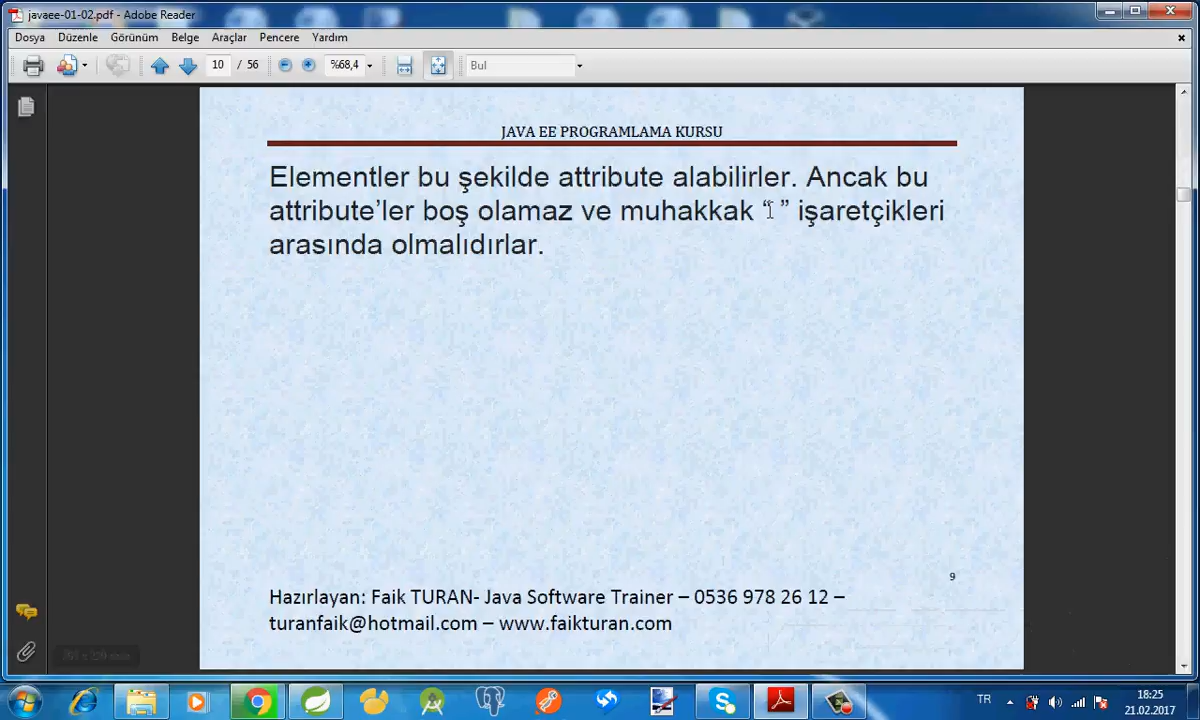 javaee-01-02.pdf - Adobe Reader
Dosya Düzenle Görünüm Belge Araçlar Pencere Yardım
10 / 56 %68,4 Bul
JAVA EE PROGRAMLAMA KURSU
Elementler bu şekilde attribute alabilirler. Ancak bu
attribute’ler boş olamaz ve muhakkak “ ” işaretçikleri
arasında olmalıdırlar.
9
Hazırlayan: Faik TURAN- Java Software Trainer – 0536 978 26 12 –
turanfaik@hotmail.com – www.faikturan.com
TR
18:25
21.02.2017